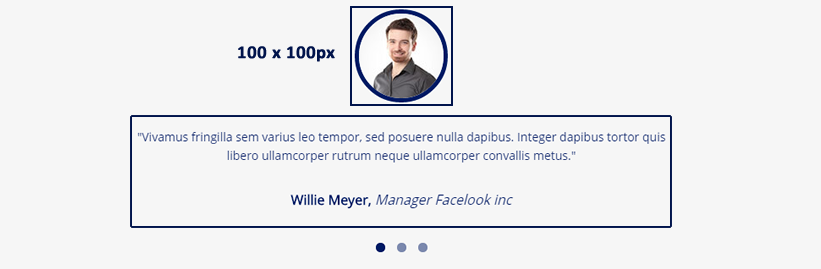 100 x 100px
"Vivamus fringilla sem varius leo tempor, sed posuere nulla dapibus. Integer dapibus tortor quis
libero ullamcorper rutrum neque ullamcorper convallis metus."
Willie Meyer, Manager Facelook inc